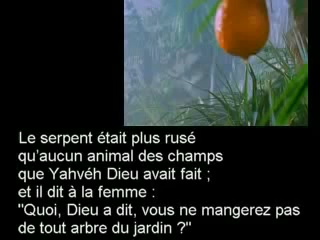 Le serpent était plus rusé
qu'aucun animal des champs
que Yahvéh Dieu avait fait ;
et il dit à la femme :
"Quoi, Dieu a dit, vous ne mangerez pas
de tout arbre du jardin ?"